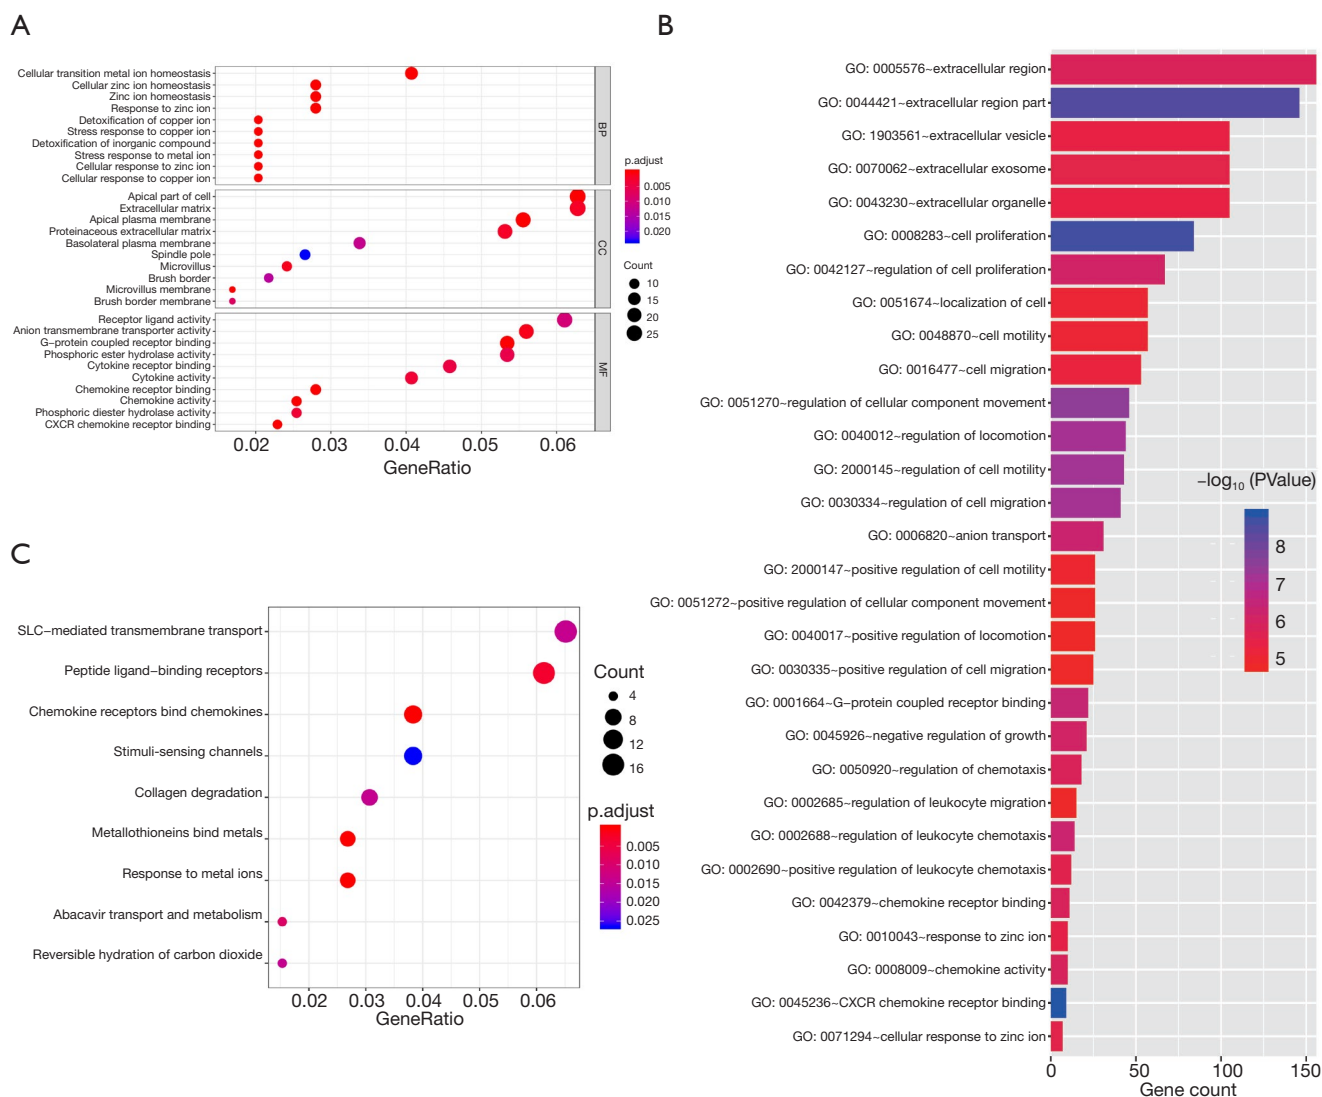 A
Cellular transition metal ion homeostasis
Cellular zinc ion homeostasis
Zinc ion homeostasis
Response to zinc ion
Detoxification of copper ion
Stress response to copper ion
Detoxification of inorganic compound
Stress response to metal ion
Cellular response to zinc ion
Cellular response to copper ion
BP
Apical part of cell
Extracellular matrix
Apical plasma membrane
Proteinaceous extracellular matrix
Basolateral plasma membrane
Spindle pole
Microvillus
Brush border
Microvillus membrane
Brush border membrane
CC
Receptor ligand activity
Anion transmembrane transporter activity
G−protein coupled receptor binding
Phosphoric ester hydrolase activity
Cytokine receptor binding
Cytokine activity
Chemokine receptor binding
Chemokine activity
Phosphoric diester hydrolase activity
CXCR chemokine receptor binding
MF
0.02 0.03 0.04 0.05 0.06
GeneRatio
p.adjust
0.005
0.010
0.015
0.020
Count
10
15
20
25
B
GO: 0005576~extracellular region
GO: 0044421~extracellular region part
GO: 1903561~extracellular vesicle
GO: 0070062~extracellular exosome
GO: 0043230~extracellular organelle
GO: 0008283~cell proliferation
GO: 0042127~regulation of cell proliferation
GO: 0051674~localization of cell
GO: 0048870~cell motility
GO: 0016477~cell migration
GO: 0051270~regulation of cellular component movement
GO: 0040012~regulation of locomotion
GO: 2000145~regulation of cell motility
GO: 0030334~regulation of cell migration
GO: 0006820~anion transport
GO: 2000147~positive regulation of cell motility
GO: 0051272~positive regulation of cellular component movement
GO: 0040017~positive regulation of locomotion
GO: 0030335~positive regulation of cell migration
GO: 0001664~G−protein coupled receptor binding
GO: 0045926~negative regulation of growth
GO: 0050920~regulation of chemotaxis
GO: 0002685~regulation of leukocyte migration
GO: 0002688~regulation of leukocyte chemotaxis
GO: 0002690~positive regulation of leukocyte chemotaxis
GO: 0042379~chemokine receptor binding
GO: 0010043~response to zinc ion
GO: 0008009~chemokine activity
GO: 0045236~CXCR chemokine receptor binding
GO: 0071294~cellular response to zinc ion
0 50 100 150
Gene count
−log₁₀ (PValue)
8
7
6
5
C
SLC−mediated transmembrane transport
Peptide ligand−binding receptors
Chemokine receptors bind chemokines
Stimuli-sensing channels
Collagen degradation
Metallothioneins bind metals
Response to metal ions
Abacavir transport and metabolism
Reversible hydration of carbon dioxide
0.02 0.03 0.04 0.05 0.06
GeneRatio
Count
4
8
12
16
p.adjust
0.005
0.010
0.015
0.020
0.025